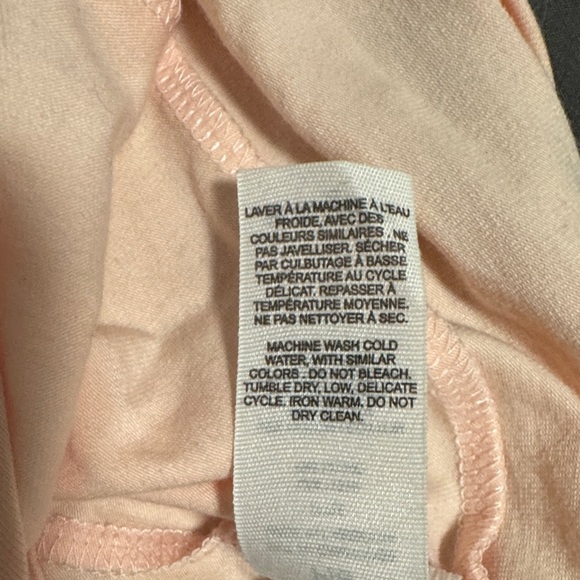 LAVER À LA MACHINE À L'EAU
FROIDE, AVEC DES
COULEURS SIMILAIRES . NE
PAS JAVELLISER. SÉCHER
PAR CULBUTAGE À BASSE
TEMPÉRATURE AU CYCLE
DÉLICAT. REPASSER À
TEMPÉRATURE MOYENNE.
NE PAS NETTOYER À SEC.
MACHINE WASH COLD
WATER, WITH SIMILAR
COLORS . DO NOT BLEACH.
TUMBLE DRY, LOW, DELICATE
CYCLE. IRON WARM. DO NOT
DRY CLEAN.